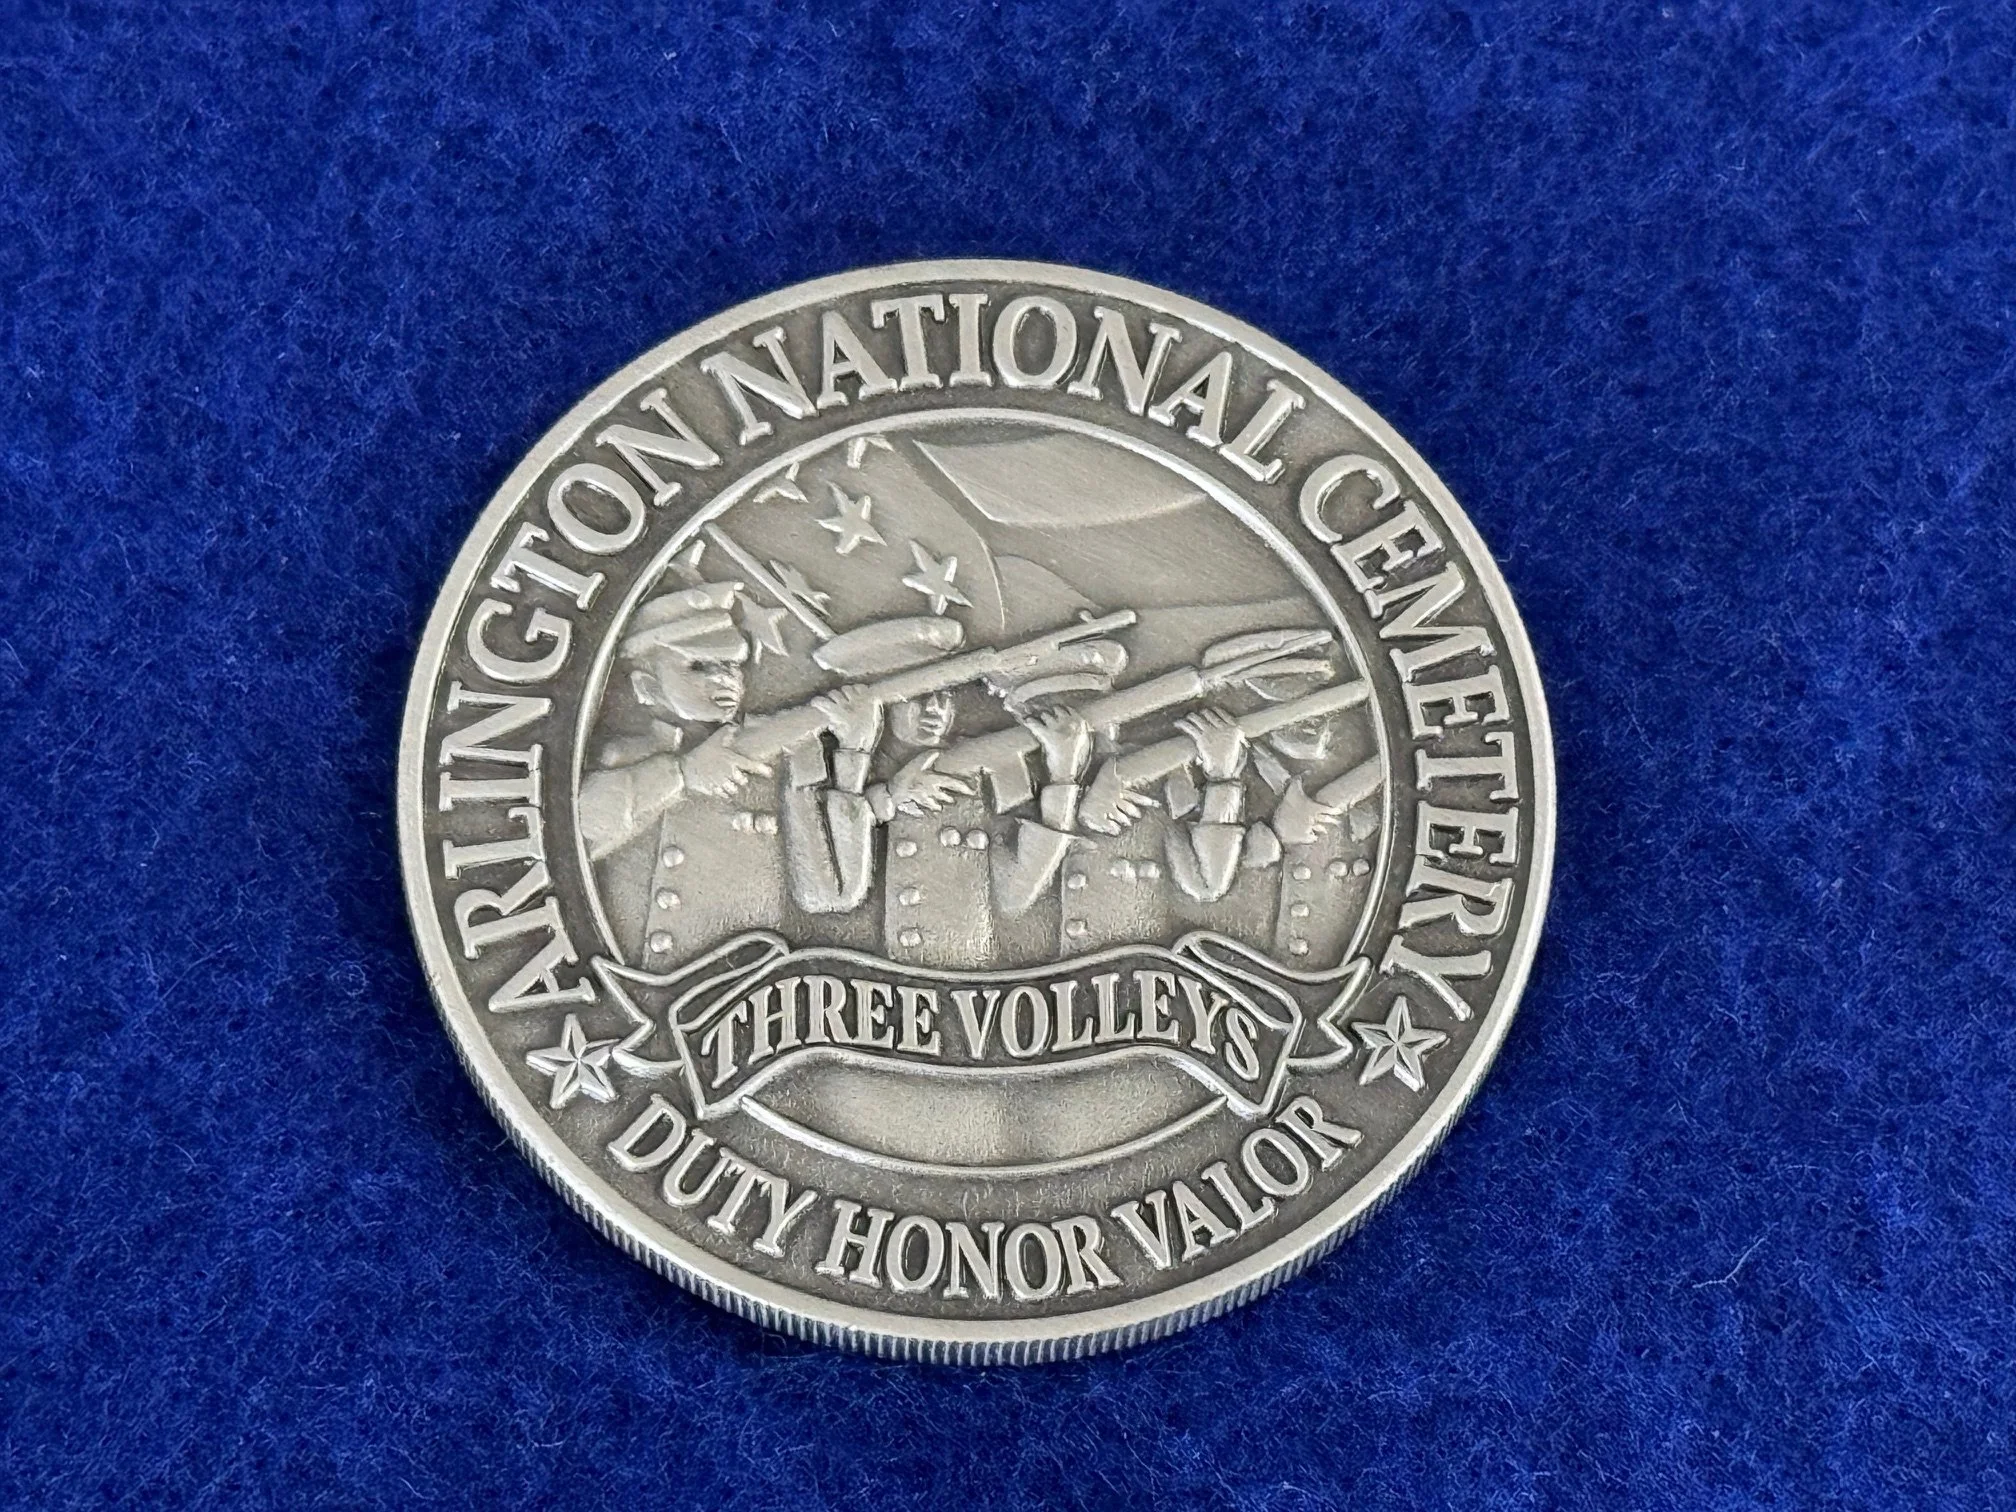 ARLINGTON NATIONAL CEMETERY
THREE VOLLEYS
DUTY HONOR VALOR